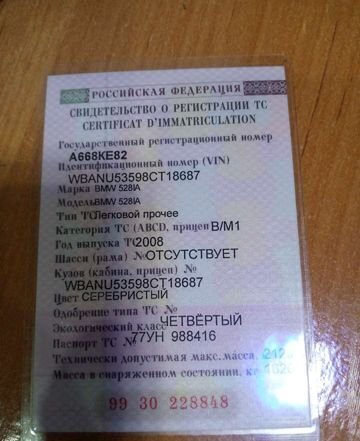 РОССИЙСКАЯ ФЕДЕРАЦИЯ
СВИДЕТЕЛЬСТВО О РЕГИСТРАЦИИ ТС
CERTIFICAT D'IMMATRICULATION
Государственный регистрационный номер
А668КЕ82
Идентификационный номер (VIN)
WBANU53598CT18687
Марка BMW 528IA
Модель BMW 528IA
Тип ТС Легковой прочее
Категория ТС (ABCD, прицеп) B/M1
Год выпуска ТС 2008
Шасси (рама) № ОТСУТСТВУЕТ
Кузов (кабина, прицеп) №
WBANU53598CT18687
Цвет СЕРЕБРИСТЫЙ
Одобрение типа ТС №
Экологический класс ЧЕТВЁРТЫЙ
Паспорт ТС № 77УН 988416
Технически допустимая макс. масса,
Масса в снаряженном состоянии, кг
99 30 228848